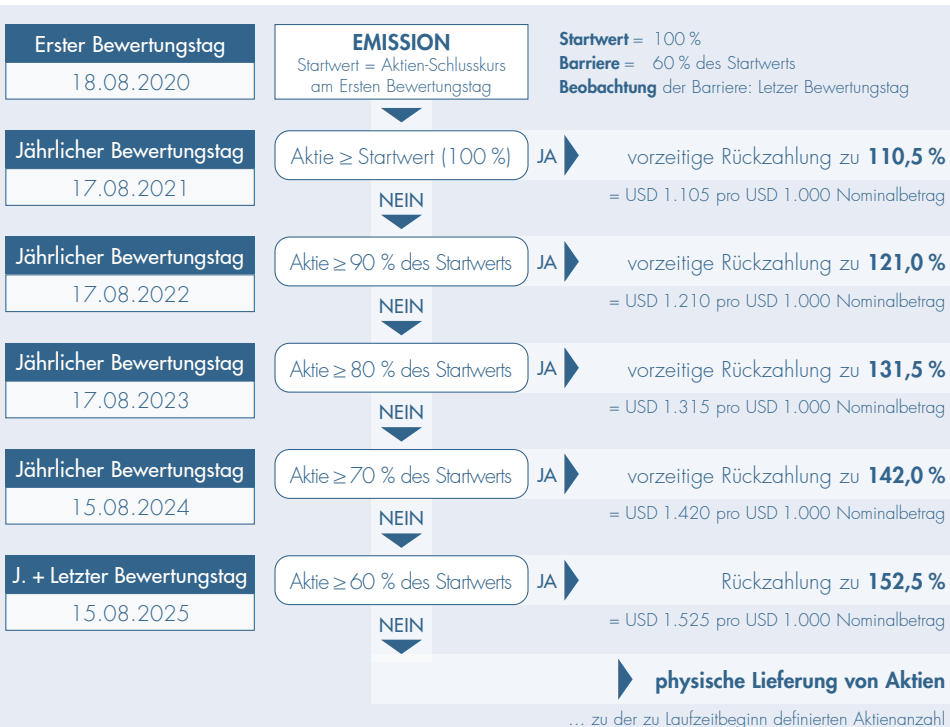 Erster Bewertungstag
18.08.2020
EMISSION
Startwert = Aktien-Schlusskurs
am Ersten Bewertungstag
Startwert = 100 %
Barriere = 60 % des Startwerts
Beobachtung der Barriere: Letzer Bewertungstag
Jährlicher Bewertungstag
17.08.2021
Aktie ≥ Startwert (100 %)
JA
vorzeitige Rückzahlung zu 110,5 %
= USD 1.105 pro USD 1.000 Nominalbetrag
NEIN
Jährlicher Bewertungstag
17.08.2022
Aktie ≥ 90 % des Startwerts
JA
vorzeitige Rückzahlung zu 121,0 %
= USD 1.210 pro USD 1.000 Nominalbetrag
NEIN
Jährlicher Bewertungstag
17.08.2023
Aktie ≥ 80 % des Startwerts
JA
vorzeitige Rückzahlung zu 131,5 %
= USD 1.315 pro USD 1.000 Nominalbetrag
NEIN
Jährlicher Bewertungstag
15.08.2024
Aktie ≥ 70 % des Startwerts
JA
vorzeitige Rückzahlung zu 142,0 %
= USD 1.420 pro USD 1.000 Nominalbetrag
NEIN
J. + Letzter Bewertungstag
15.08.2025
Aktie ≥ 60 % des Startwerts
JA
Rückzahlung zu 152,5 %
= USD 1.525 pro USD 1.000 Nominalbetrag
NEIN
physische Lieferung von Aktien
... zu der zu Laufzeitbeginn definierten Aktienanzahl